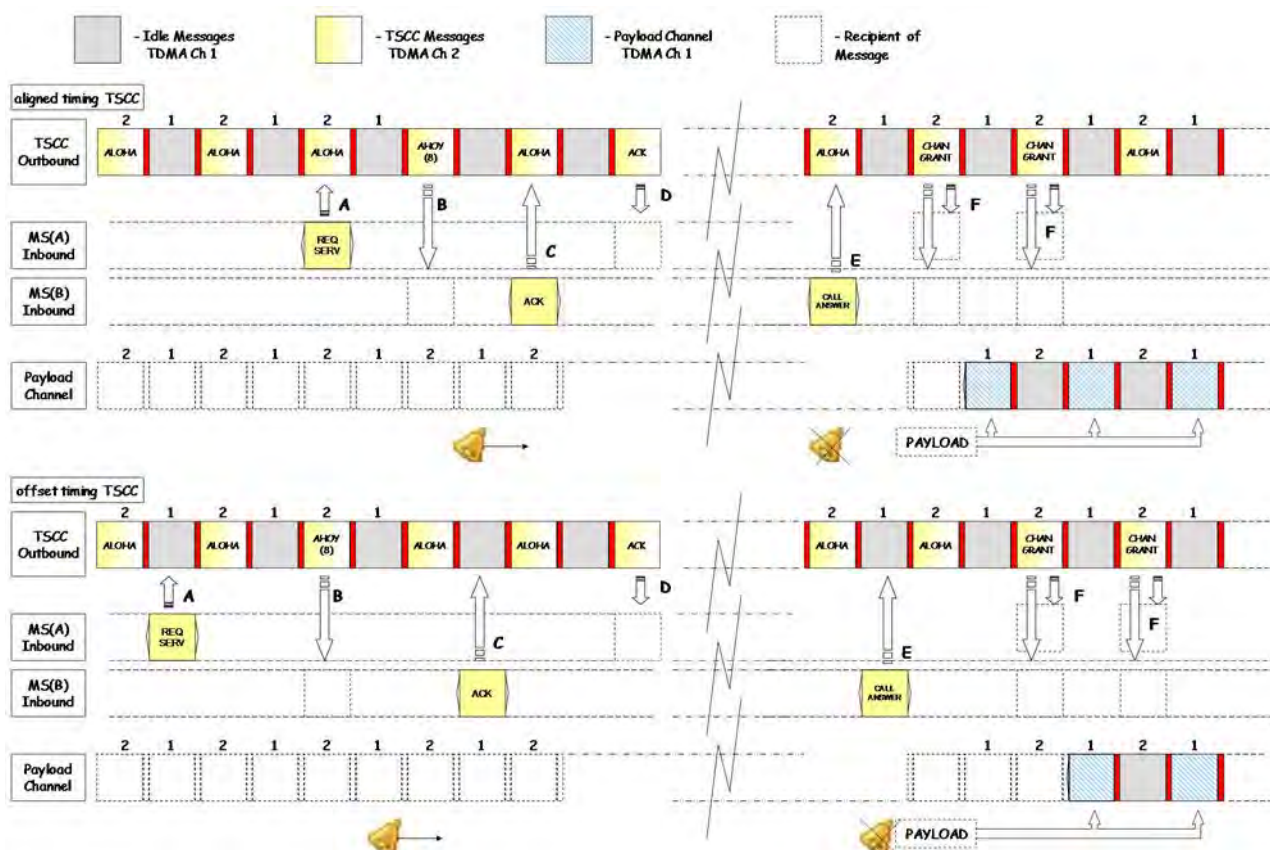 - Idle Messages TDMA Ch 1
- TSCC Messages TDMA Ch 2
- Payload Channel TDMA Ch 1
- Recipient of Message
aligned timing TSCC
2 1 2 1 2 1 2 2 1 2 1 2 1 2 1
TSCC Outbound
ALOHA ALOHA ALOHA AHOY (8) ALOHA ACK ALOHA CHAN GRANT CHAN GRANT ALOHA
A B C D E F F
MS(A) Inbound
REQ SERV
MS(B) Inbound
ACK CALL ANSWER
2 1 2 1 2 1 2 1 2 1 2 1 2 1
Payload Channel
PAYLOAD
offset timing TSCC
2 1 2 1 2 1 2 1 2 1 2 1 2 1
TSCC Outbound
ALOHA ALOHA AHOY (8) ALOHA ALOHA ACK ALOHA ALOHA CHAN GRANT CHAN GRANT
A B C D E F F
MS(A) Inbound
REQ SERV
MS(B) Inbound
ACK CALL ANSWER
2 1 2 1 2 1 2 1 2 1 2 1 2 1
Payload Channel
PAYLOAD